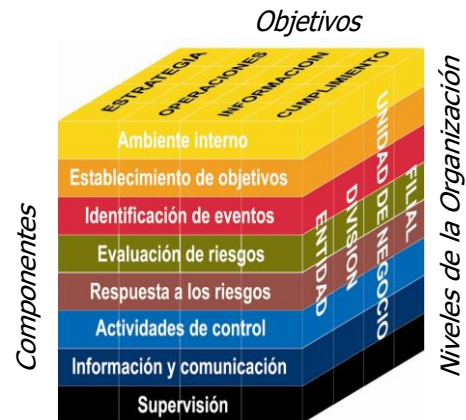 Objetivos
ESTRATEGIA
OPERACIONES
INFORMACIOIN
CUMPLIMIENTO
Componentes
Ambiente interno
Establecimiento de objetivos
Identificación de eventos
Evaluación de riesgos
Respuesta a los riesgos
Actividades de control
Información y comunicación
Supervisión
ENTIDAD
DIVISION
UNIDAD DE NEGOCIO
FILIAL
Niveles de la Organización